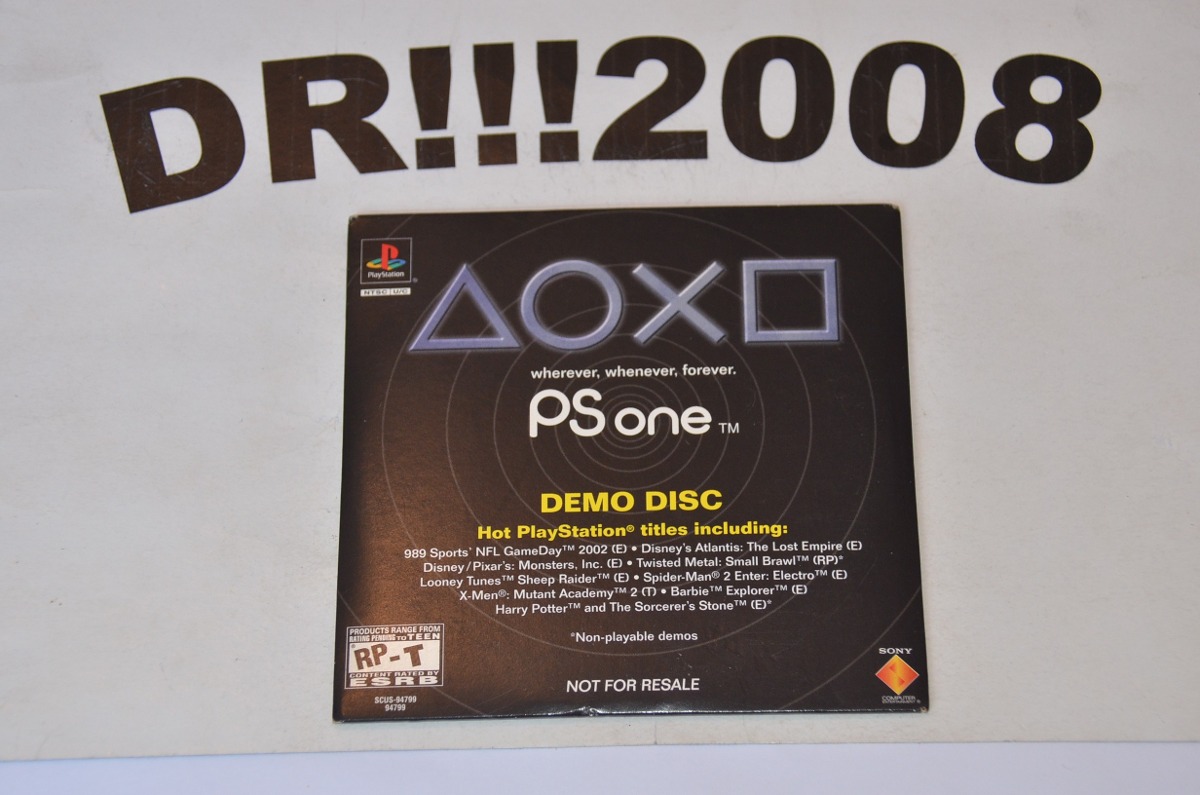 DR!!!2008
PlayStation®
NTSC U/C
wherever, whenever, forever.
PS one™
DEMO DISC
Hot PlayStation® titles including:
989 Sports' NFL GameDay™ 2002 (E) • Disney's Atlantis: The Lost Empire (E)
Disney/Pixar's: Monsters, Inc. (E) • Twisted Metal: Small Brawl™ (RP)*
Looney Tunes™ Sheep Raider™ (E) • Spider-Man® 2 Enter: Electro™ (E)
X-Men®: Mutant Academy™ 2 (T) • Barbie™ Explorer™ (E)
Harry Potter™ and The Sorcerer's Stone™ (E)*
*Non-playable demos
NOT FOR RESALE
PRODUCTS RANGE FROM
RATING PENDING TO TEEN
RP-T
CONTENT RATED BY
ESRB
SCUS-94799
94799
SONY
COMPUTER
ENTERTAINMENT®